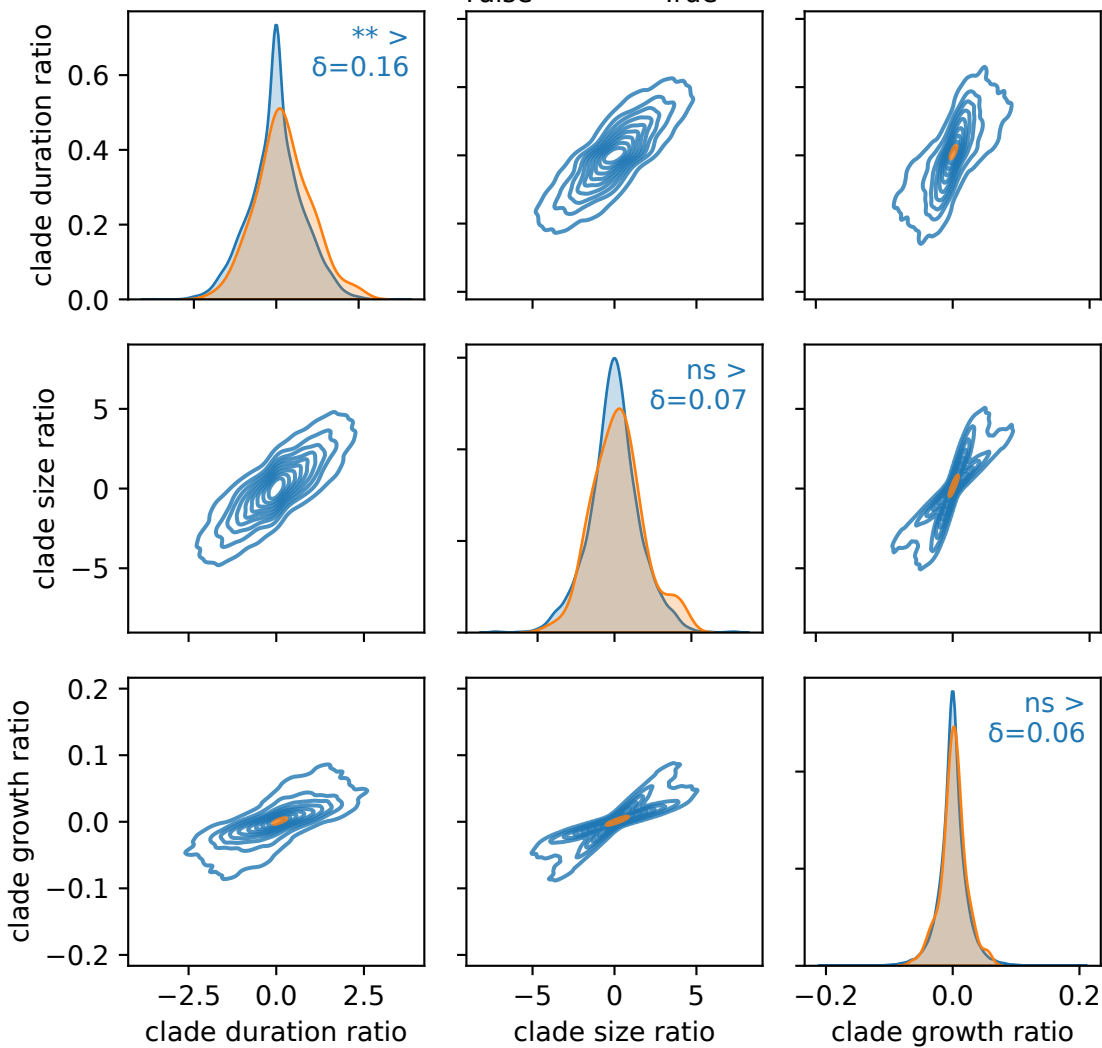 clade duration ratio
0.6
0.4
0.2
0.0
** >
δ=0.16
clade size ratio
5
0
−5
ns >
δ=0.07
clade growth ratio
0.2
0.1
0.0
−0.1
−0.2
ns >
δ=0.06
−2.5 0.0 2.5
clade duration ratio
−5 0 5
clade size ratio
−0.2 0.0 0.2
clade growth ratio